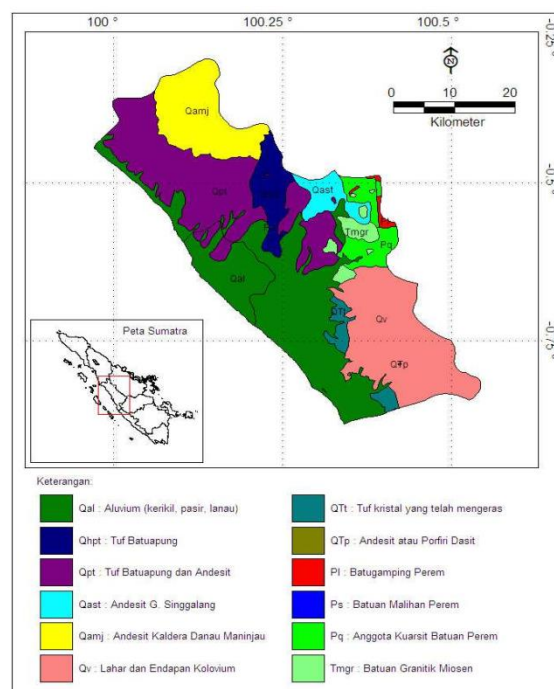 100 °
100.25 °
100.5 °
-0.25
N
0 10 20
Kilometer
Qamj
-0.5
Qpt
Qast
Tmgr
Pq
Qal
QTt
Qv
-0.75
QTp
Peta Sumatra
Keterangan:
Qal : Aluvium (kerikil, pasir, lanau)
Qhpt : Tuf Batuapung
Qpt : Tuf Batuapung dan Andesit
Qast : Andesit G. Singgalang
Qamj : Andesit Kaldera Danau Maninjau
Qv : Lahar dan Endapan Kolovium
QTt : Tuf kristal yang telah mengeras
QTp : Andesit atau Porfiri Dasit
Pl : Batugamping Perem
Ps : Batuan Malihan Perem
Pq : Anggota Kuarsit Batuan Perem
Tmgr : Batuan Granitik Miosen